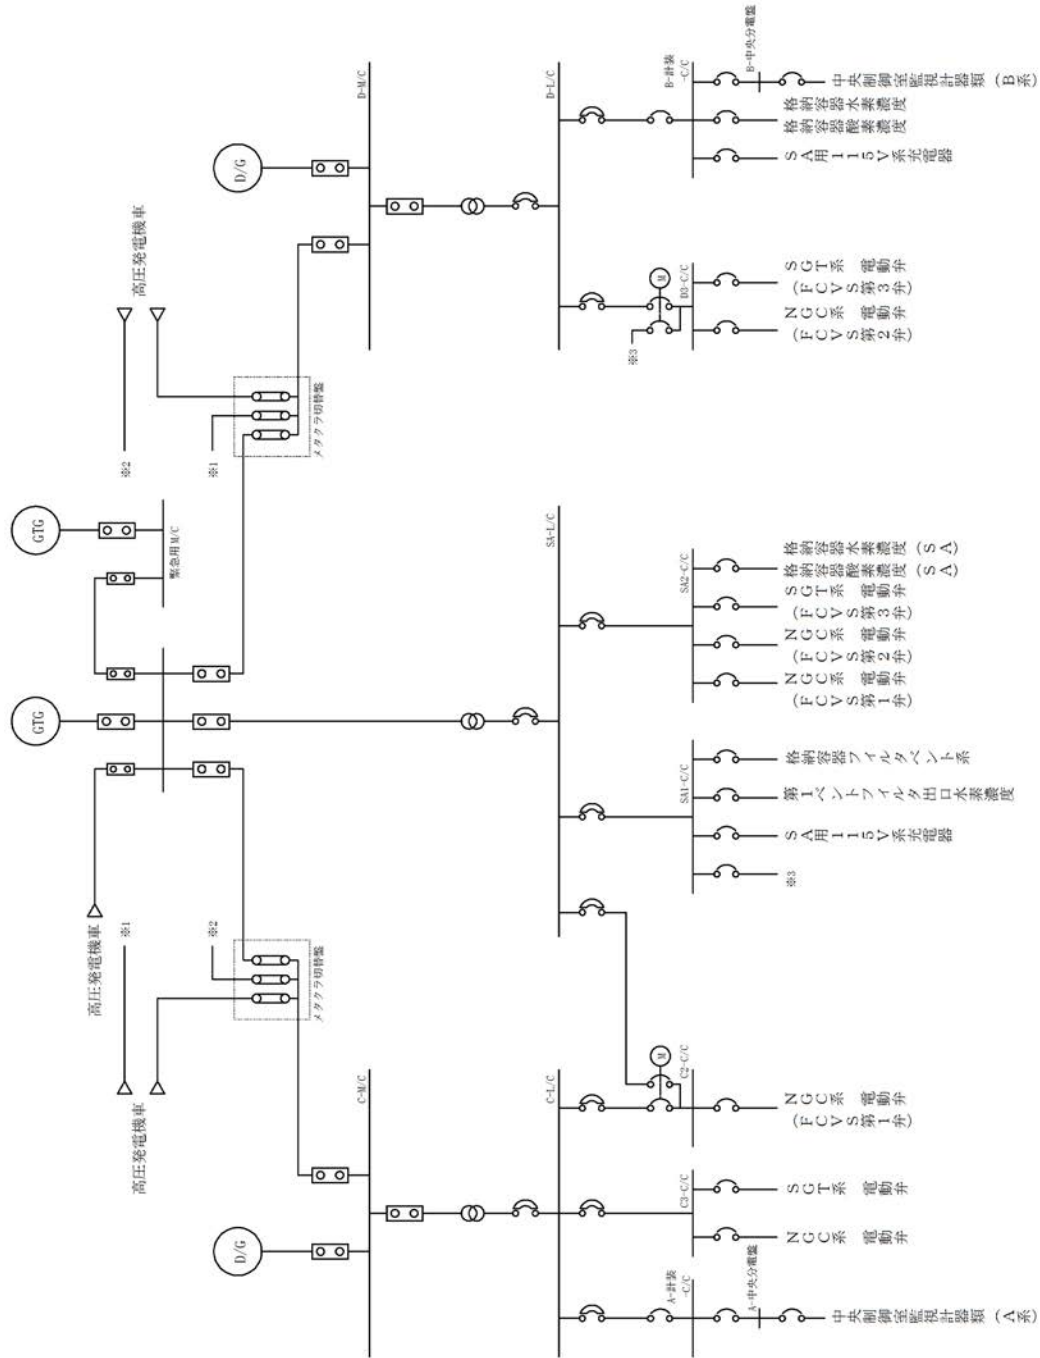 高圧発電機車
D/G
C-M/C
高圧発電機車
※1
※2
メタクラ切替盤
GTG
GTG
緊急用M/C
※2
※1
高圧発電機車
メタクラ切替盤
D/G
D-M/C
C-L/C
SA-L/C
D-L/C
A-計装
-C/C
A-中央分電盤
中央制御室監視計器類(A系)
C3-C/C
NGC系 電動弁
SGT系 電動弁
C2-C/C
M
NGC系 電動弁
(FCVS第1弁)
SA1-C/C
※3
SA用115V系充電器
第1ベントフィルタ出口水素濃度
格納容器フィルタベント系
SA2-C/C
NGC系 電動弁
(FCVS第1弁)
NGC系 電動弁
(FCVS第2弁)
SGT系 電動弁
(FCVS第3弁)
格納容器酸素濃度(SA)
格納容器水素濃度(SA)
※3
M
D3-C/C
NGC系 電動弁
(FCVS第2弁)
SGT系 電動弁
(FCVS第3弁)
B-計装
-C/C
SA用115V系充電器
格納容器酸素濃度
格納容器水素濃度
B-中央分電盤
中央制御室監視計器類(B系)